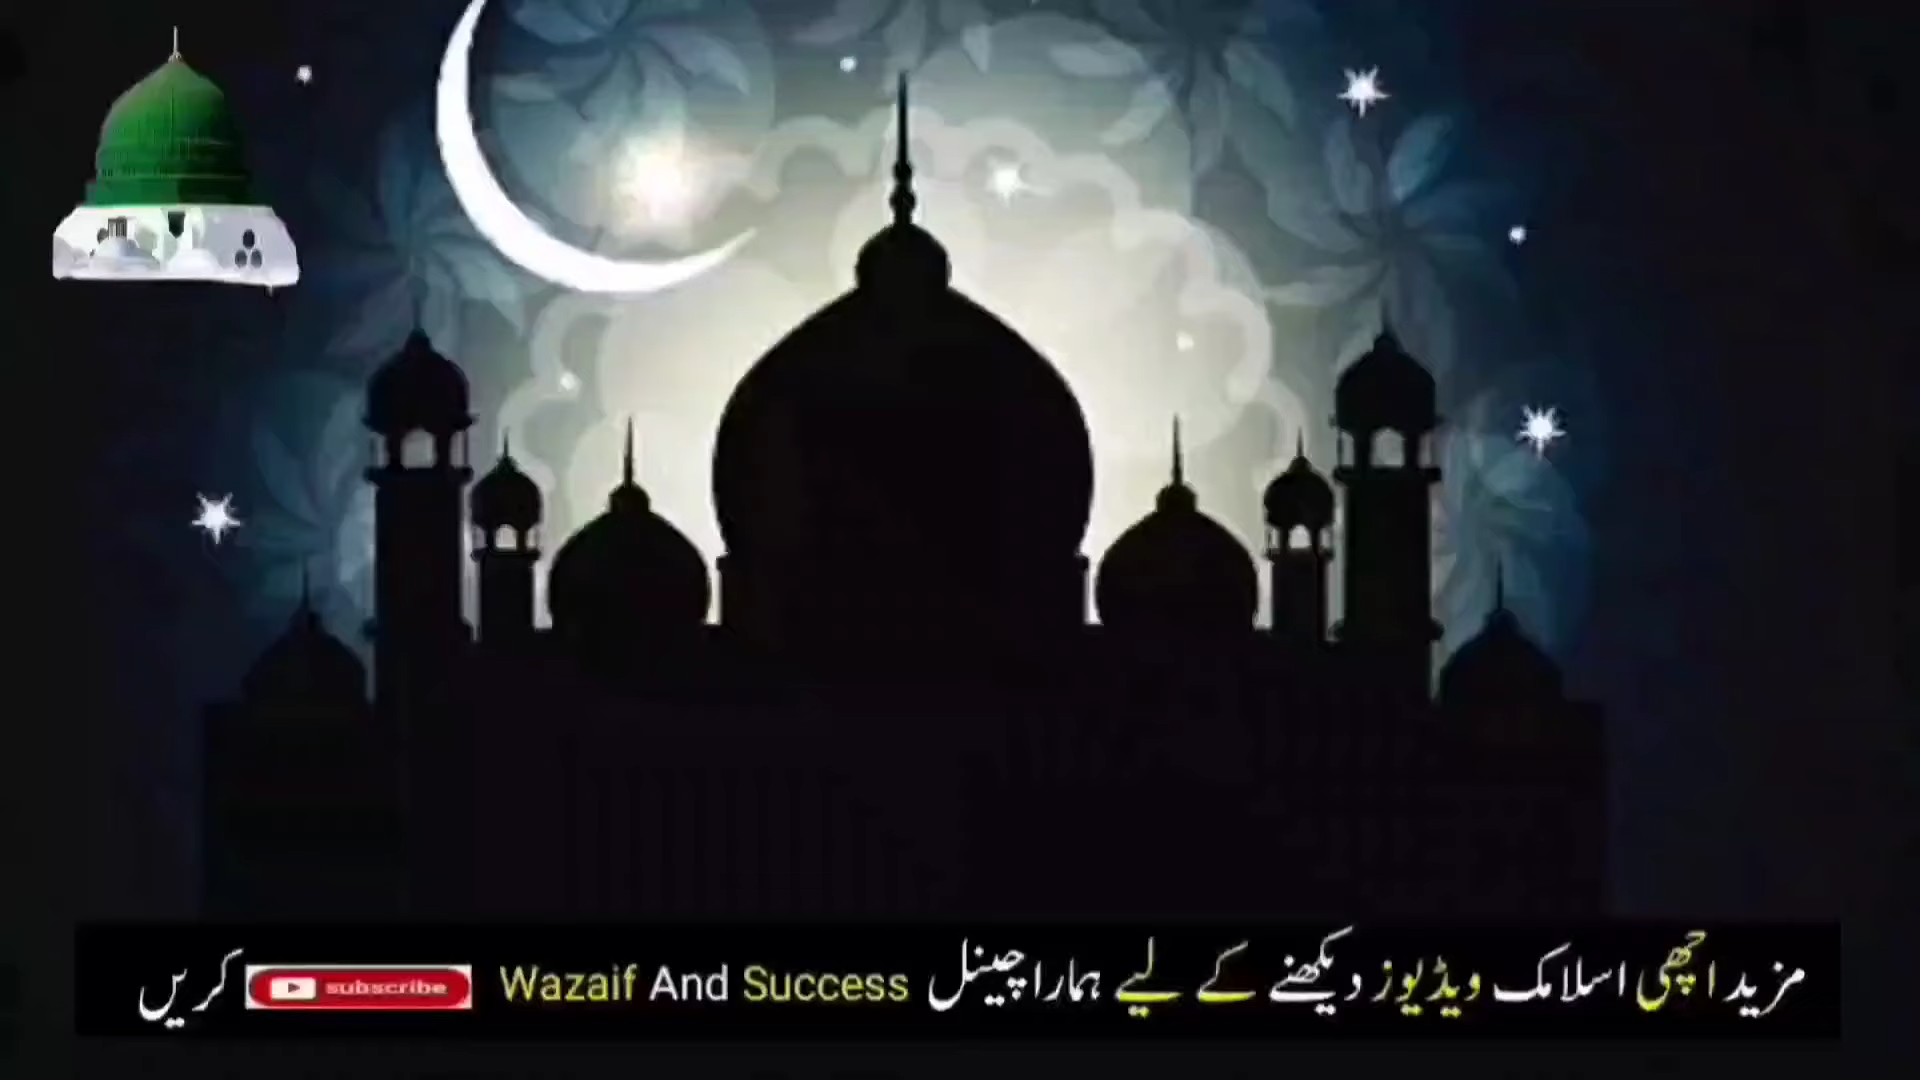 مزید اچھی اسلامک ویڈیوز دیکھنے کے لیے ہمارا چینل Wazaif And Success subscribe کریں